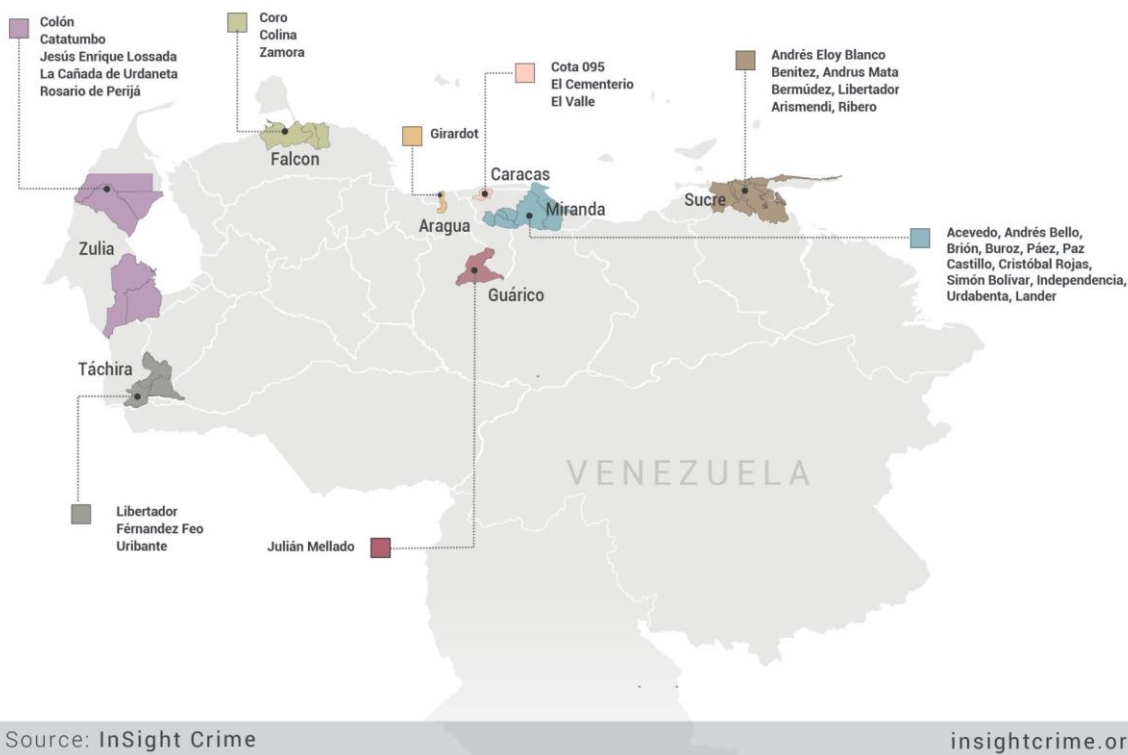 Colón
Catatumbo
Jesús Enrique Lossada
La Cañada de Urdaneta
Rosario de Perijá
Coro
Colina
Zamora
Cota 095
El Cementerio
El Valle
Andrés Eloy Blanco
Benitez, Andrus Mata
Bermúdez, Libertador
Arismendi, Ribero
Girardot
Falcon
Caracas
Aragua
Miranda
Sucre
Acevedo, Andrés Bello,
Brión, Buroz, Páez, Paz
Castillo, Cristóbal Rojas,
Simón Bolívar, Independencia,
Urdabenta, Lander
Zulia
Guárico
Táchira
VENEZUELA
Libertador
Férnandez Feo
Uribante
Julián Mellado
Source: InSight Crime
insightcrime.or